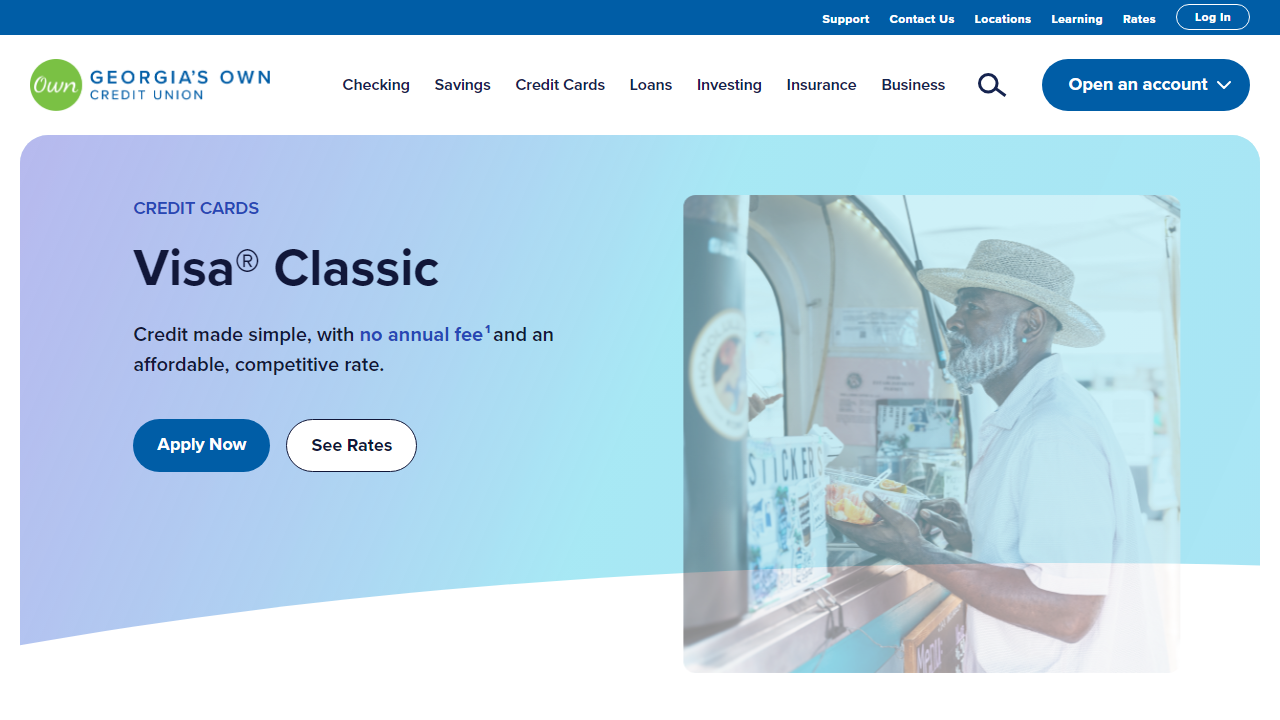 Support Contact Us Locations Learning Rates Log In
Own GEORGIA'S OWN
CREDIT UNION
Checking Savings Credit Cards Loans Investing Insurance Business Open an account
CREDIT CARDS
Visa® Classic
Credit made simple, with no annual fee¹ and an
affordable, competitive rate.
Apply Now See Rates
STICKERS
Menu